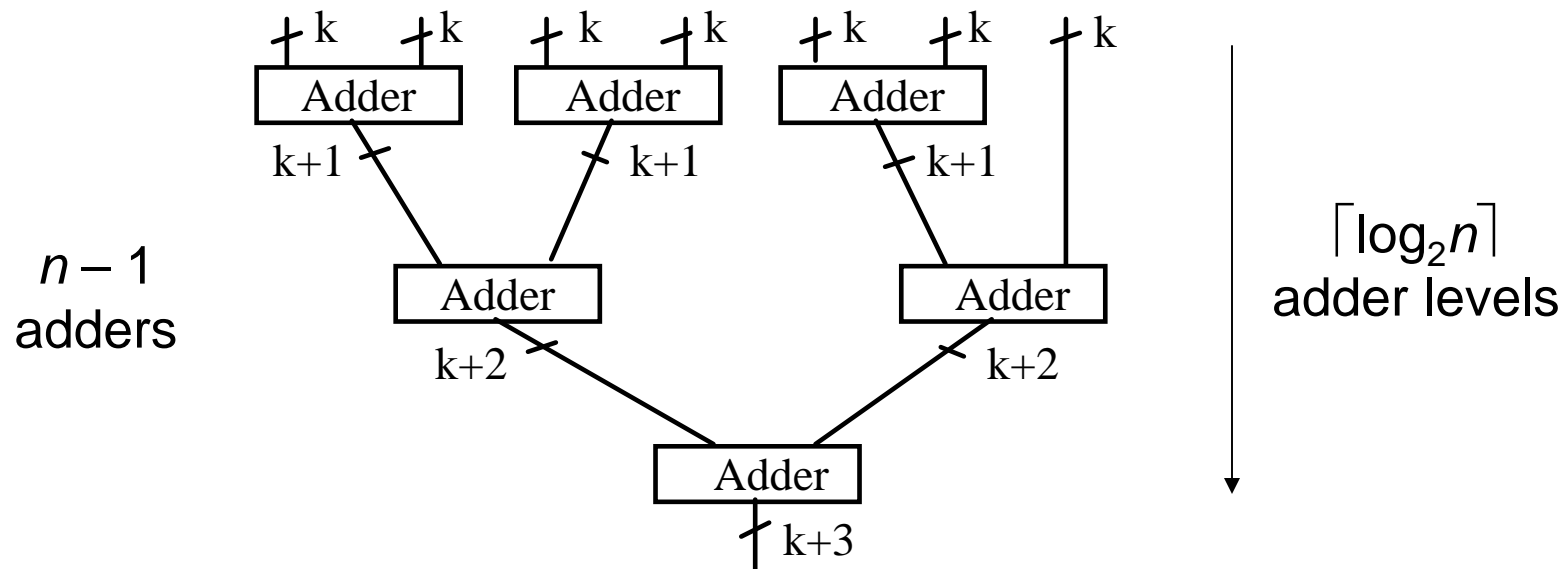 k k k k k k k
Adder Adder Adder
k+1 k+1 k+1
n – 1
adders
⌈log₂n⌉
adder levels
Adder Adder
k+2 k+2
Adder
k+3